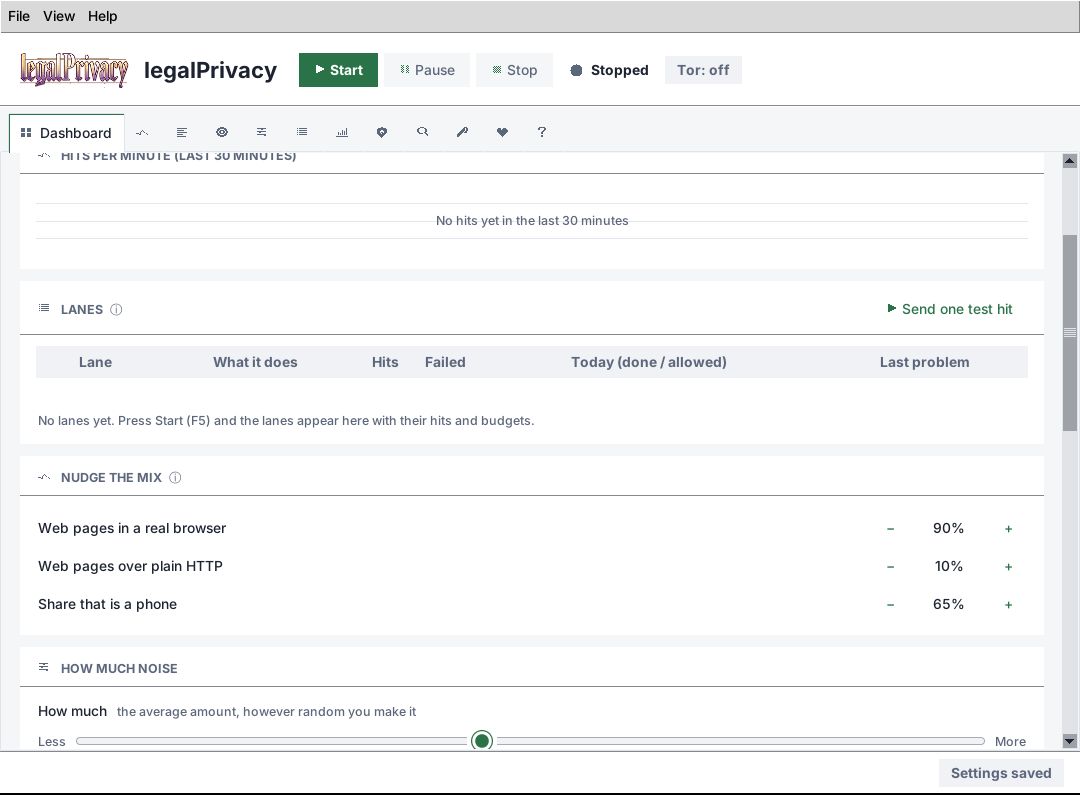 File View Help
legalPrivacy legalPrivacy Start Pause Stop Stopped Tor: off
Dashboard ?
HITS PER MINUTE (LAST 30 MINUTES)
No hits yet in the last 30 minutes
LANES ⓘ Send one test hit
Lane What it does Hits Failed Today (done / allowed) Last problem
No lanes yet. Press Start (F5) and the lanes appear here with their hits and budgets.
NUDGE THE MIX ⓘ
Web pages in a real browser − 90% +
Web pages over plain HTTP − 10% +
Share that is a phone − 65% +
HOW MUCH NOISE
How much the average amount, however random you make it
Less More
Settings saved